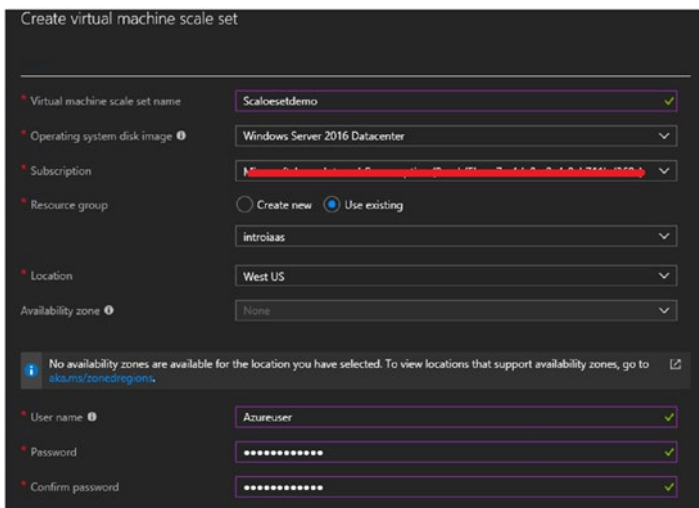 Create virtual machine scale set
* Virtual machine scale set name Scaloesetdemo
* Operating system disk image Windows Server 2016 Datacenter
* Subscription
* Resource group Create new Use existing
introiaas
* Location West US
Availability zone None
No availability zones are available for the location you have selected. To view locations that support availability zones, go to
aka.ms/zonedregions.
* User name Azureuser
* Password ••••••••••••
* Confirm password ••••••••••••